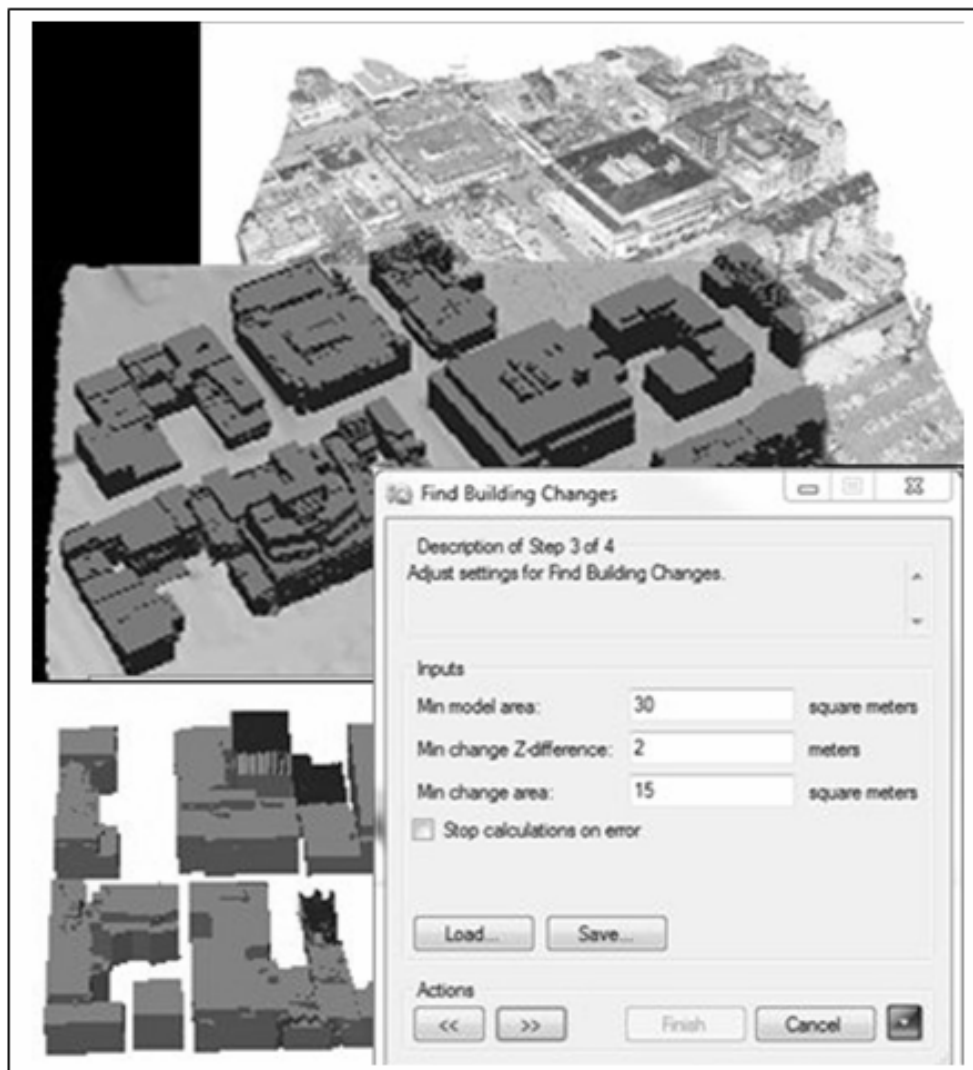 Find Building Changes
Description of Step 3 of 4
Adjust settings for Find Building Changes.
Inputs
Min model area: 30 square meters
Min change Z-difference: 2 meters
Min change area: 15 square meters
Stop calculations on error
Load... Save...
Actions
<< >> Finish Cancel